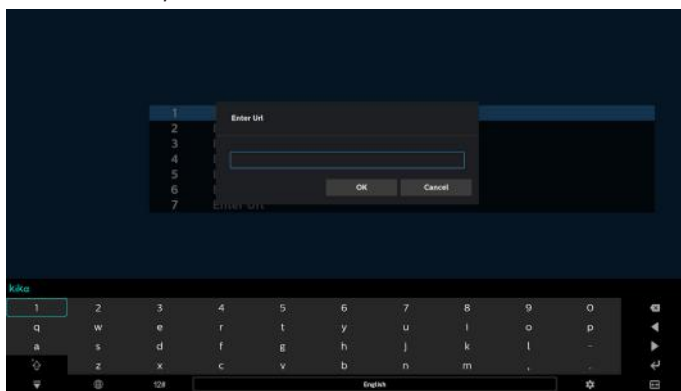 1
2
3
4
5
6
7 Enter Url
Enter Url
OK Cancel
kika
1 2 3 4 5 6 7 8 9 0
q w e r t y u i o p
a s d f g h j k l -
z x c v b n m , .
12# English